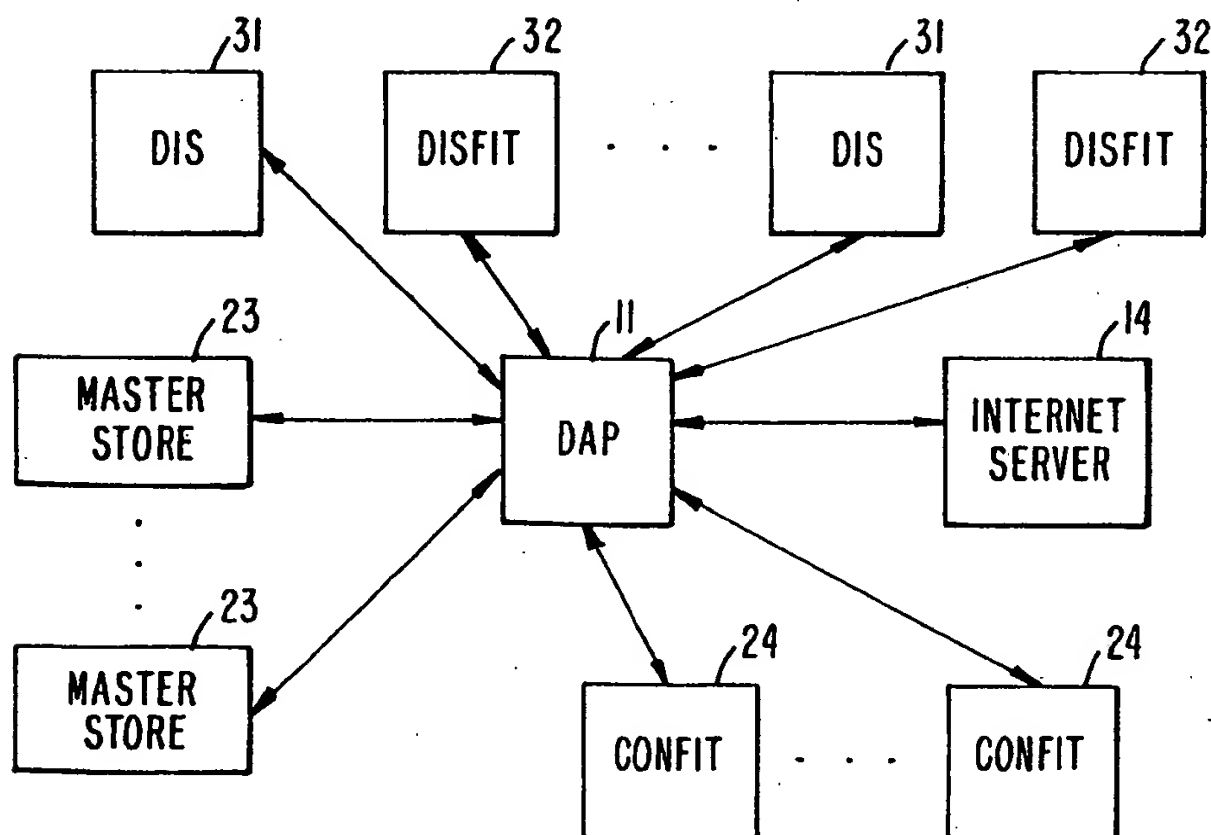 31
32
31
32
DIS
DISFIT
DIS
DISFIT
23
11
14
MASTER
STORE
DAP
INTERNET
SERVER
23
MASTER
STORE
24
24
CONFIT
CONFIT